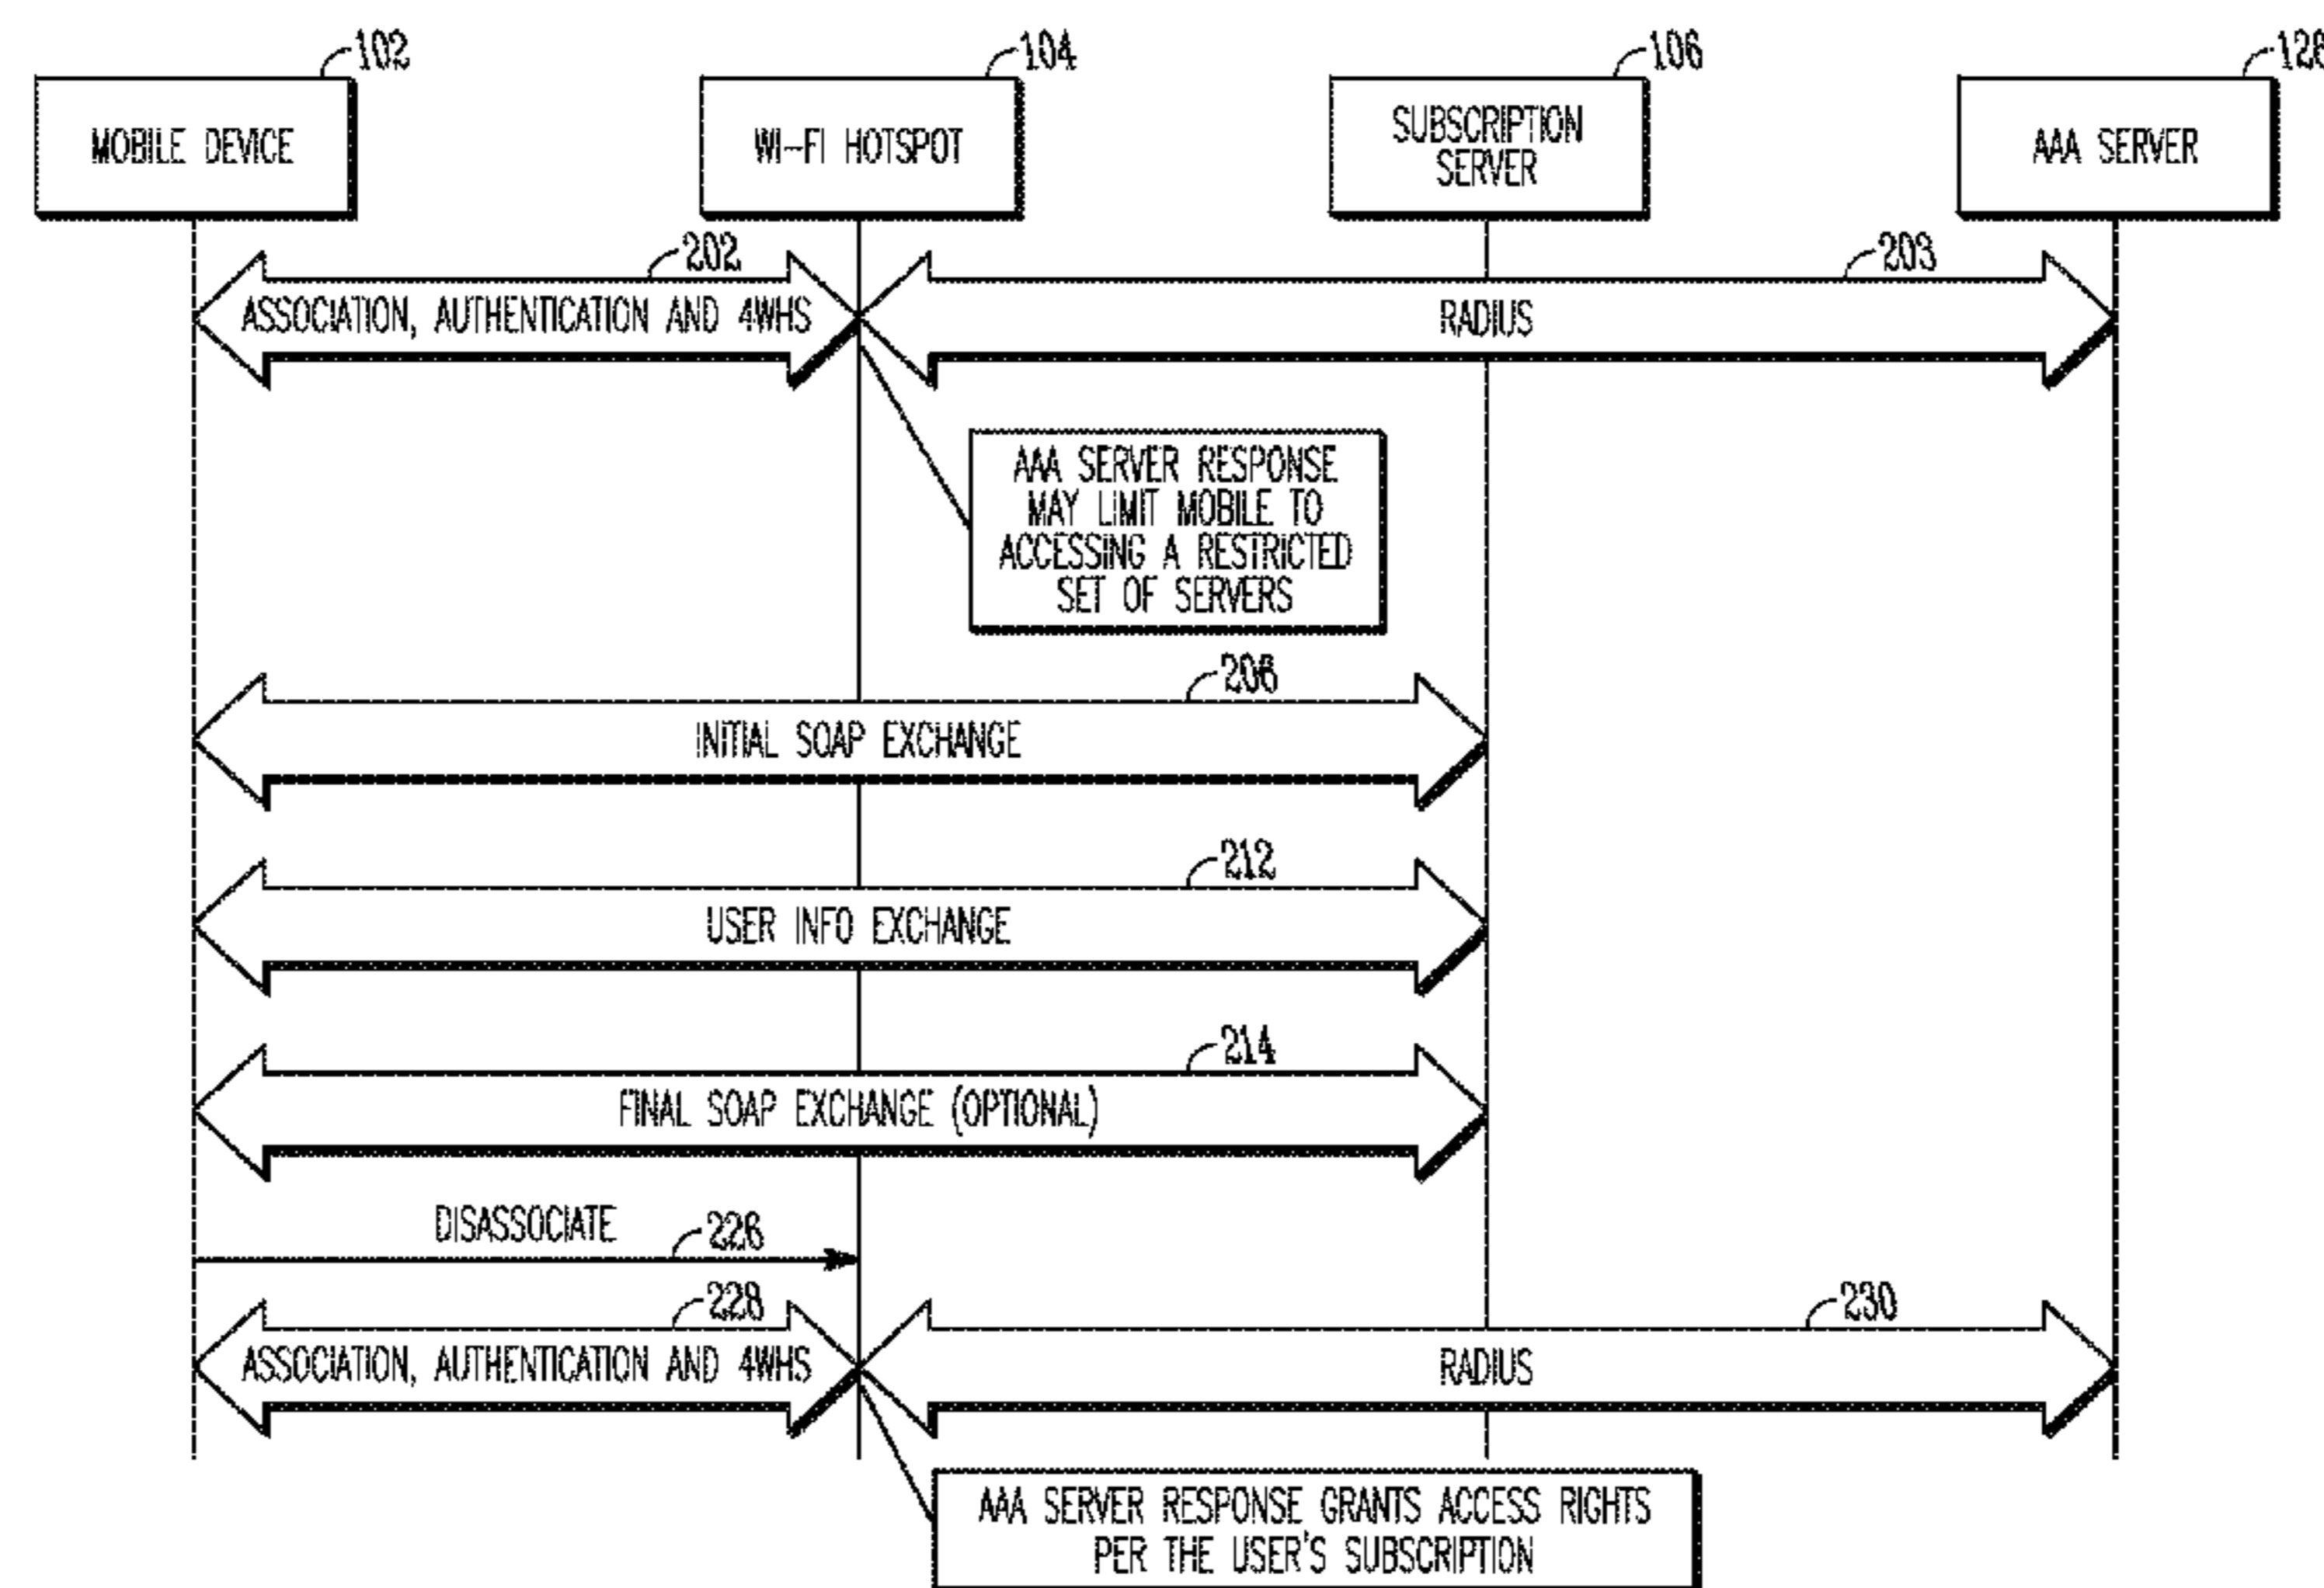 102
104
106
126
MOBILE DEVICE
WI-FI HOTSPOT
SUBSCRIPTION
SERVER
AAA SERVER
202
203
ASSOCIATION, AUTHENTICATION AND 4WHS
RADIUS
AAA SERVER RESPONSE
MAY LIMIT MOBILE TO
ACCESSING A RESTRICTED
SET OF SERVERS
206
INITIAL SOAP EXCHANGE
212
USER INFO EXCHANGE
214
FINAL SOAP EXCHANGE (OPTIONAL)
DISASSOCIATE
226
228
230
ASSOCIATION, AUTHENTICATION AND 4WHS
RADIUS
AAA SERVER RESPONSE GRANTS ACCESS RIGHTS
PER THE USER'S SUBSCRIPTION